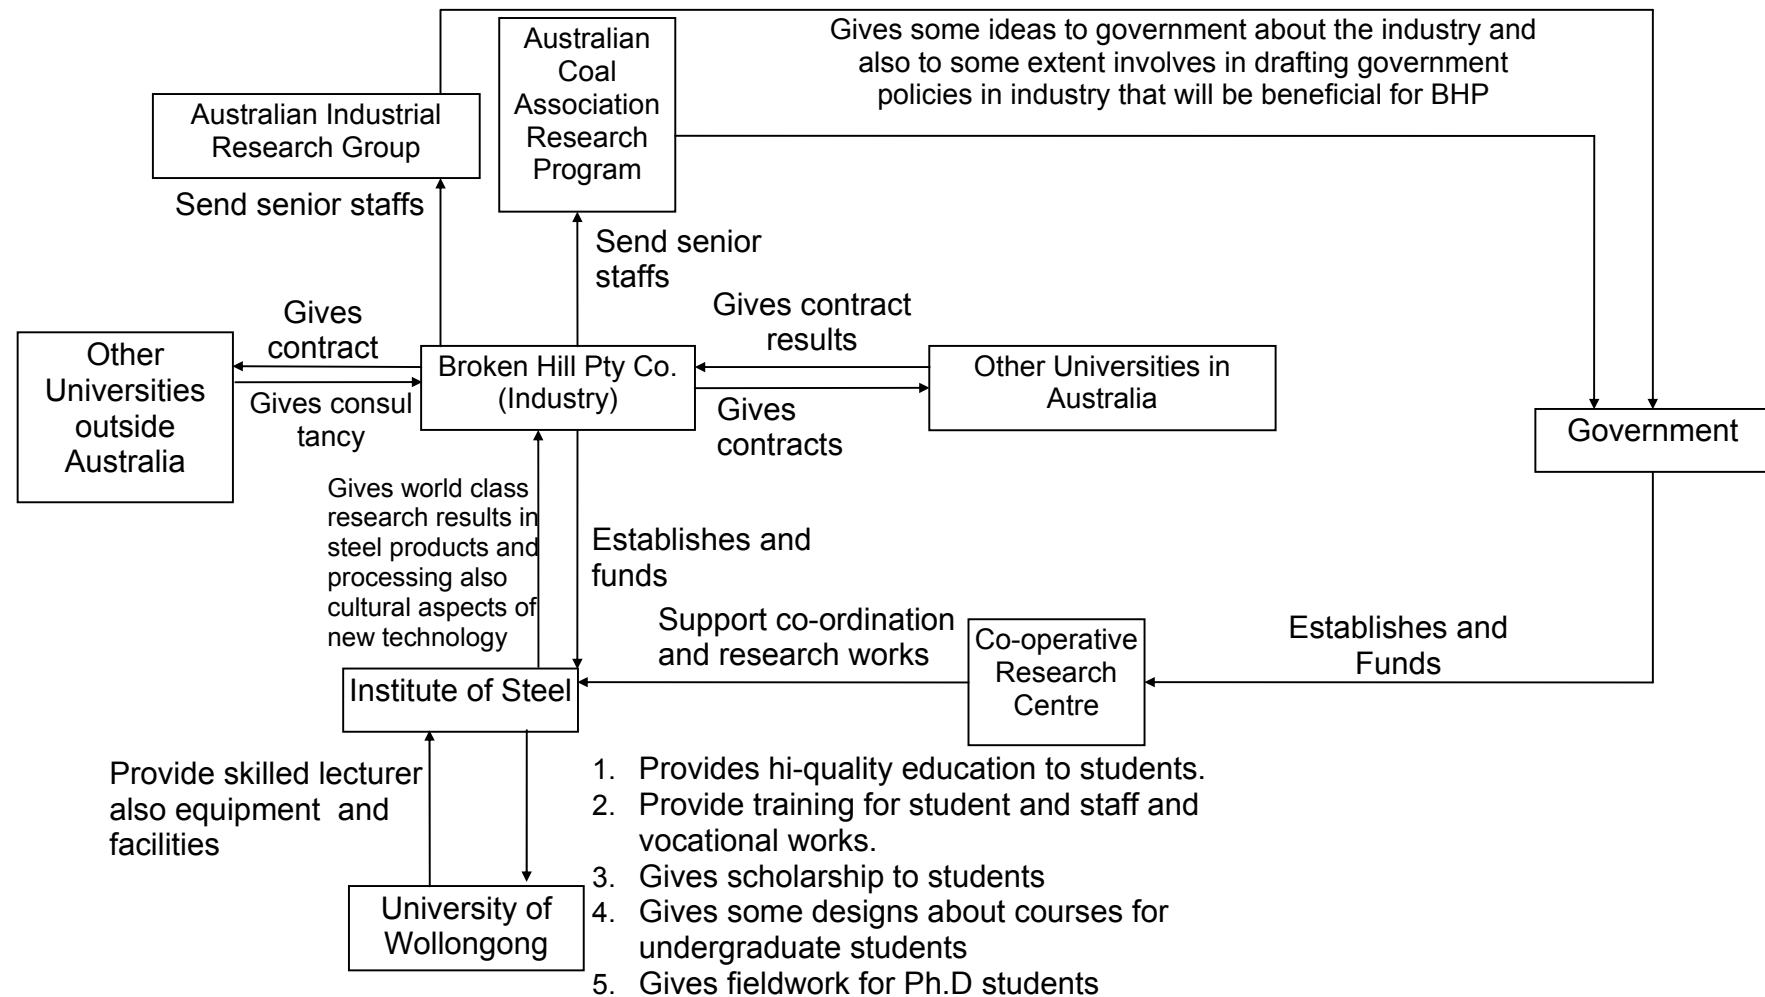 Australian
Coal
Association
Research
Program
Gives some ideas to government about the industry and
also to some extent involves in drafting government
policies in industry that will be beneficial for BHP
Australian Industrial
Research Group
Send senior staffs
Send senior
staffs
Gives
contract
Gives contract
results
Other
Universities
outside
Australia
Broken Hill Pty Co.
(Industry)
Other Universities in
Australia
Gives consul
tancy
Gives
contracts
Government
Gives world class
research results in
steel products and
processing also
cultural aspects of
new technology
Establishes and
funds
Support co-ordination
and research works
Co-operative
Research
Centre
Establishes and
Funds
Institute of Steel
Provide skilled lecturer
also equipment and
facilities
1. Provides hi-quality education to students.
2. Provide training for student and staff and
vocational works.
3. Gives scholarship to students
4. Gives some designs about courses for
undergraduate students
5. Gives fieldwork for Ph.D students
University of
Wollongong